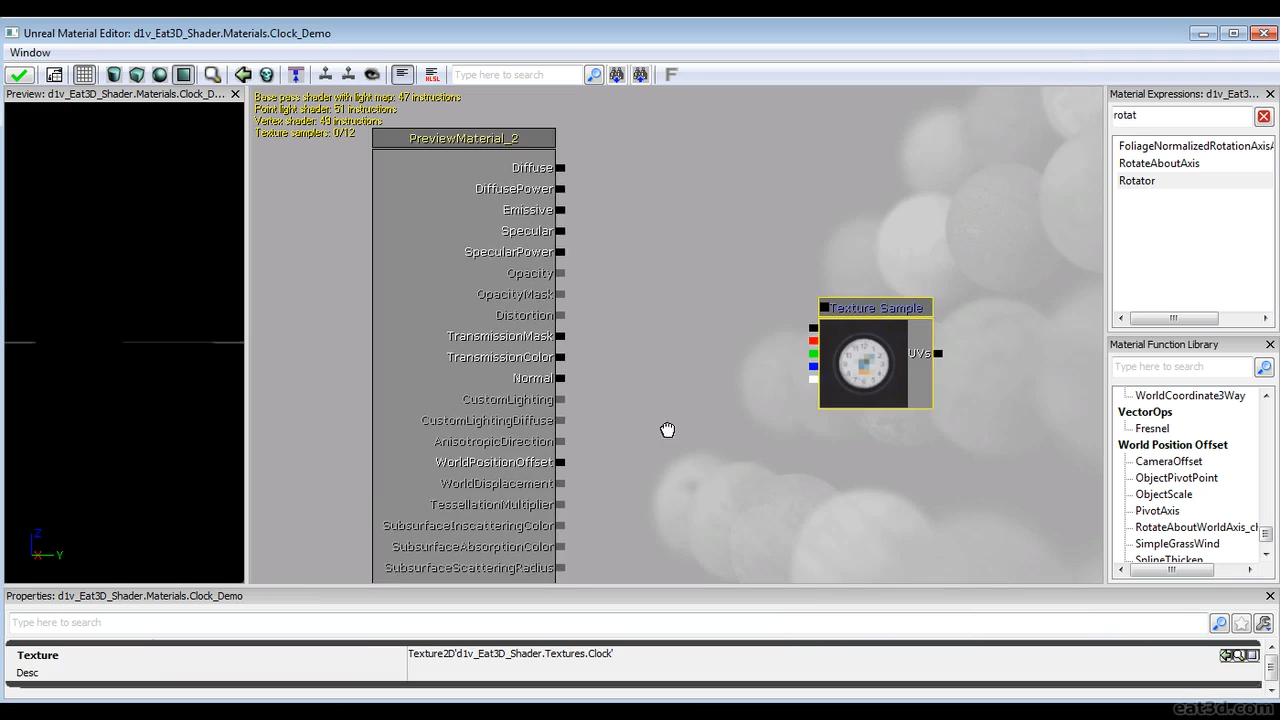 Unreal Material Editor: d1v_Eat3D_Shader.Materials.Clock_Demo
Window
Type here to search
F
HLSL
Preview: d1v_Eat3D_Shader.Materials.Clock_D...
Base pass shader with light map: 47 instructions
Point light shader: 51 instructions
Vertex shader: 43 instructions
Texture samplers: 0/12
PreviewMaterial_2
Diffuse
DiffusePower
Emissive
Specular
SpecularPower
Opacity
OpacityMask
Distortion
TransmissionMask
TransmissionColor
Normal
CustomLighting
CustomLightingDiffuse
AnisotropicDirection
WorldPositionOffset
WorldDisplacement
TessellationMultiplier
SubsurfaceInscatteringColor
SubsurfaceAbsorptionColor
SubsurfaceScatteringRadius
Z
X
Y
Texture Sample
UVs
Material Expressions: d1v_Eat3...
rotat
FoliageNormalizedRotationAxisA
RotateAboutAxis
Rotator
Material Function Library
Type here to search
WorldCoordinate3Way
VectorOps
Fresnel
World Position Offset
CameraOffset
ObjectPivotPoint
ObjectScale
PivotAxis
RotateAboutWorldAxis_ch
SimpleGrassWind
SplineThicken
Properties: d1v_Eat3D_Shader.Materials.Clock_Demo
Type here to search
Texture
Texture2D'd1v_Eat3D_Shader.Textures.Clock'
Desc
eat3d.com